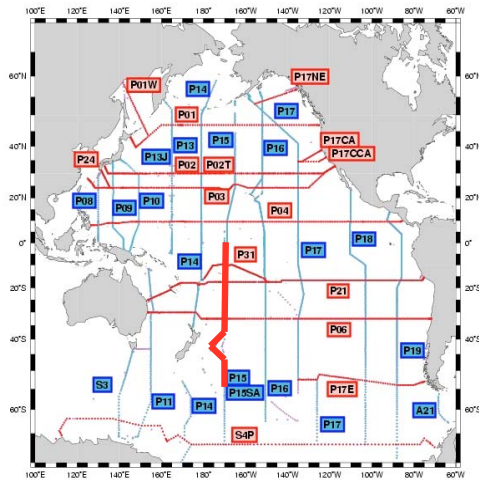 60°N
40°N
20°N
0°
20°S
40°S
60°S
P01W
P14
P17NE
P01
P17
P13
P15
P16
P17CA
P17CCA
P24
P13J
P02
P02T
P08
P09
P10
P03
P04
P18
P31
P14
P17
P21
P06
P19
S3
P11
P14
P15
P15SA
P16
P17E
P17
A21
S4P
100°E
120°E
140°E
160°E
180°
160°W
140°W
120°W
100°W
80°W
60°W